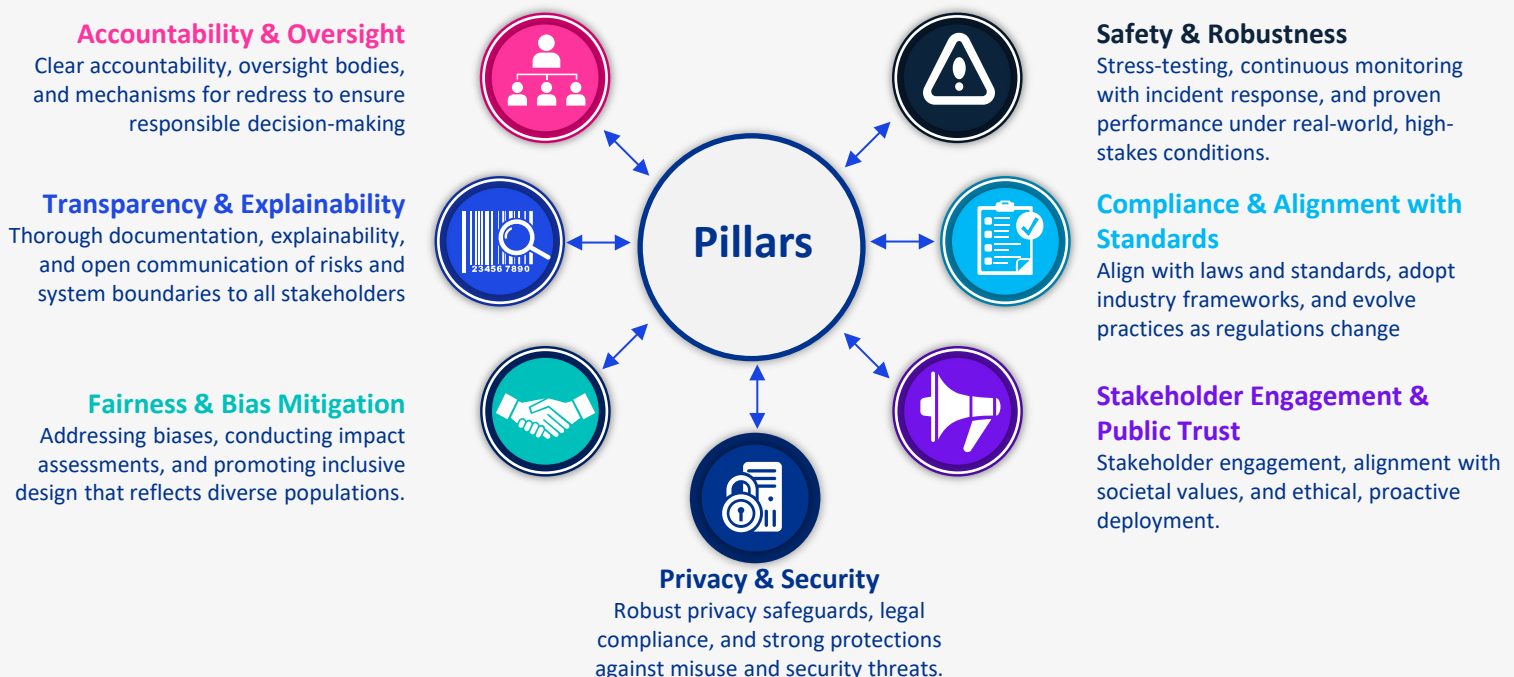 Accountability & Oversight
Clear accountability, oversight bodies,
and mechanisms for redress to ensure
responsible decision-making
Transparency & Explainability
Thorough documentation, explainability,
and open communication of risks and
system boundaries to all stakeholders
23456 7890
Fairness & Bias Mitigation
Addressing biases, conducting impact
assessments, and promoting inclusive
design that reflects diverse populations.
Pillars
Privacy & Security
Robust privacy safeguards, legal
compliance, and strong protections
against misuse and security threats.
Safety & Robustness
Stress-testing, continuous monitoring
with incident response, and proven
performance under real-world, high-
stakes conditions.
Compliance & Alignment with
Standards
Align with laws and standards, adopt
industry frameworks, and evolve
practices as regulations change
Stakeholder Engagement &
Public Trust
Stakeholder engagement, alignment with
societal values, and ethical, proactive
deployment.